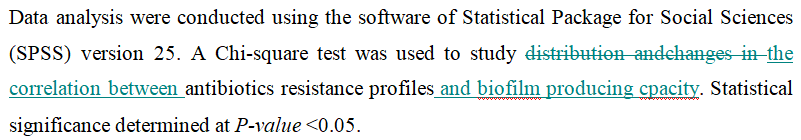 Data analysis were conducted using the software of Statistical Package for Social Sciences
(SPSS) version 25. A Chi-square test was used to study distribution andchanges in the
correlation between antibiotics resistance profiles and biofilm producing cpacity. Statistical
significance determined at P-value <0.05.